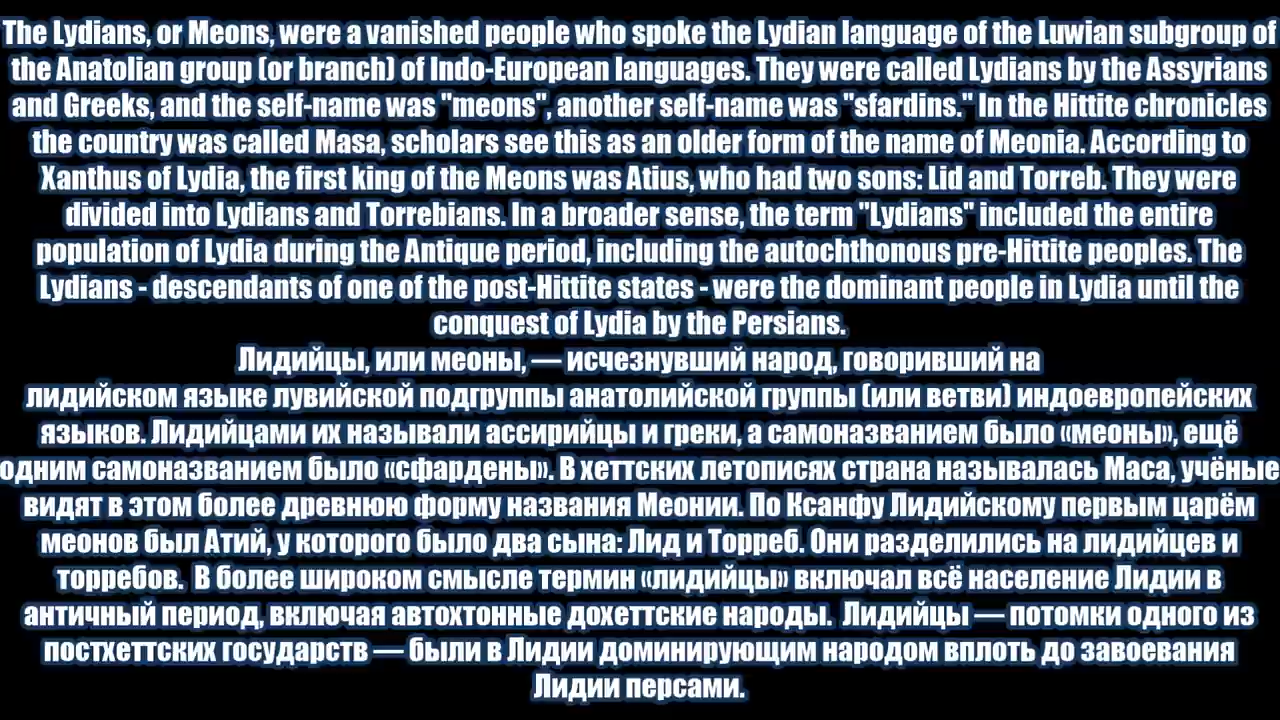 The Lydians, or Meons, were a vanished people who spoke the Lydian language of the Luwian subgroup of
the Anatolian group (or branch) of Indo-European languages. They were called Lydians by the Assyrians
and Greeks, and the self-name was "meons", another self-name was "sfardins." In the Hittite chronicles
the country was called Masa, scholars see this as an older form of the name of Meonia. According to
Xanthus of Lydia, the first king of the Meons was Atius, who had two sons: Lid and Torreb. They were
divided into Lydians and Torrebians. In a broader sense, the term "Lydians" included the entire
population of Lydia during the Antique period, including the autochthonous pre-Hittite peoples. The
Lydians - descendants of one of the post-Hittite states - were the dominant people in Lydia until the
conquest of Lydia by the Persians.
Лидийцы, или меоны, — исчезнувший народ, говоривший на
лидийском языке лувийской подгруппы анатолийской группы (или ветви) индоевропейских
языков. Лидийцами их называли ассирийцы и греки, а самоназванием было «меоны», ещё
одним самоназванием было «сфардены». В хеттских летописях страна называлась Маса, учёные
видят в этом более древнюю форму названия Меонии. По Ксанфу Лидийскому первым царём
меонов был Атий, у которого было два сына: Лид и Торреб. Они разделились на лидийцев и
торребов. В более широком смысле термин «лидийцы» включал всё население Лидии в
античный период, включая автохтонные дохеттские народы. Лидийцы — потомки одного из
постхеттских государств — были в Лидии доминирующим народом вплоть до завоевания
Лидии персами.